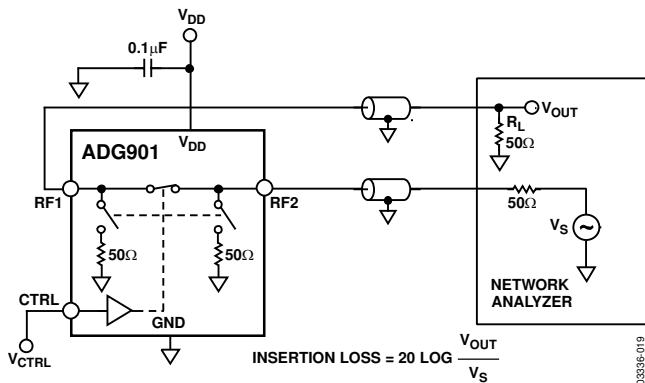 VDD
0.1µF
VOUT
VDD
RL
50Ω
ADG901
RF1
RF2
50Ω
VS
50Ω
50Ω
NETWORK
ANALYZER
CTRL
GND
VCTRL
INSERTION LOSS = 20 LOG VOUT
VS
03336-019